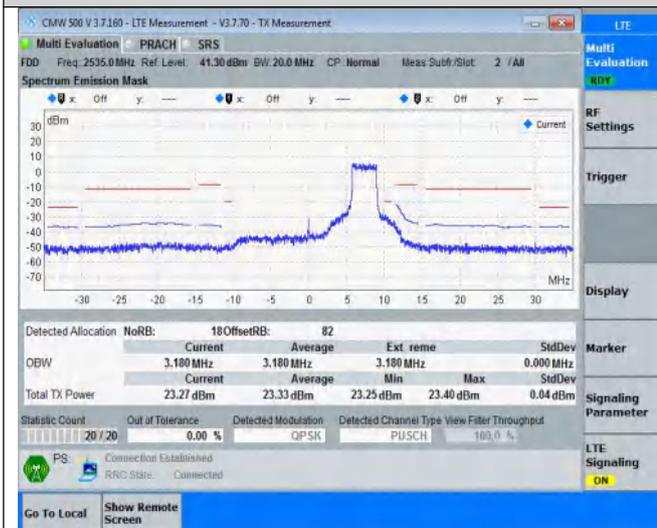 CMW 500 V 3.7.160 - LTE Measurement - V3.7.70 - TX Measurement
LTE
Multi Evaluation PRACH SRS
Multi
Evaluation
RDY
FDD Freq.:2535.0 MHz Ref. Level: 41.30 dBm BW: 20.0 MHz CP: Normal Meas Subfr./Slot: 2 / All
Spectrum Emission Mask
x: Off y: --- x: Off y: --- x: Off y: ---
dBm
Current
30
20
10
0
-10
-20
-30
-40
-50
-60
-70
MHz
-30 -25 -20 -15 -10 -5 0 5 10 15 20 25 30
RF
Settings
Trigger
Display
Marker
Signaling
Parameter
LTE
Signaling
ON
Detected Allocation NoRB: 18OffsetRB: 82
Current Average Ext reme StdDev
OBW 3.180 MHz 3.180 MHz 3.180 MHz 0.000 MHz
Current Average Min Max StdDev
Total TX Power 23.27 dBm 23.33 dBm 23.25 dBm 23.40 dBm 0.04 dBm
Statistic Count Out of Tolerance Detected Modulation Detected Channel Type View Filter Throughput
20 / 20 0.00 % QPSK PUSCH 100.0 %
PS: Connection Established
RRC State: Connected
Go To Local
Show Remote
Screen